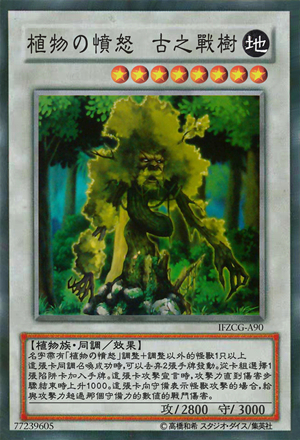 植物の憤怒 古之戰樹 地
IFZCG-A90
【植物族・同調/效果】
名字帶有「植物の憤怒」調整+調整以外的怪獸1只以上
這張卡同調召喚成功時,可以丟弃2張手牌發動。從卡組選擇1
張陷阱卡加入手牌。這張卡攻擊宣言時,攻擊力直到傷害步
驟結束時上升1000。這張卡向守備表示怪獸攻擊的場合,給
與攻擊力越過那個守備力的數值的戰鬥傷害。
攻/2800 守/3000
77239605
©高橋和希 スタジオ・ダイス/集英社